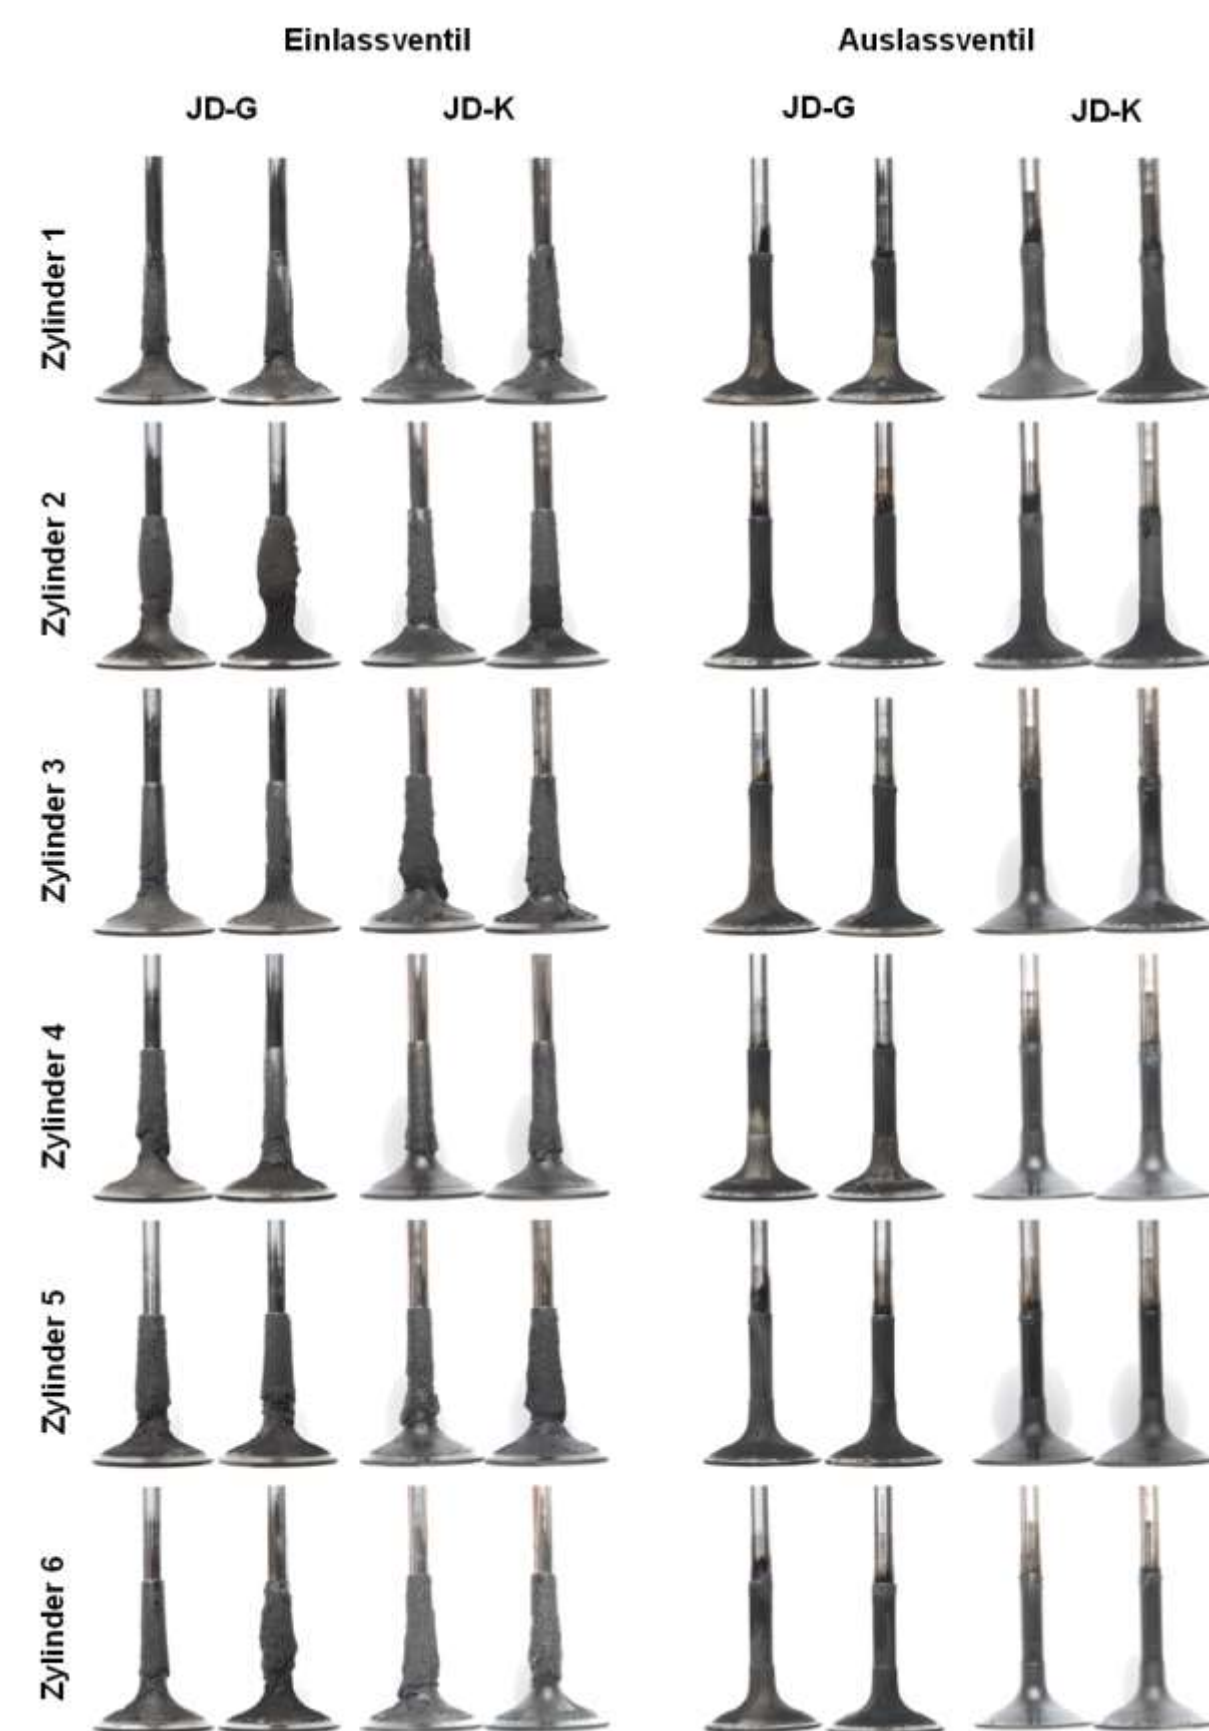 Einlassventil Auslassventil
JD-G JD-K JD-G JD-K
Zylinder 1
Zylinder 2
Zylinder 3
Zylinder 4
Zylinder 5
Zylinder 6